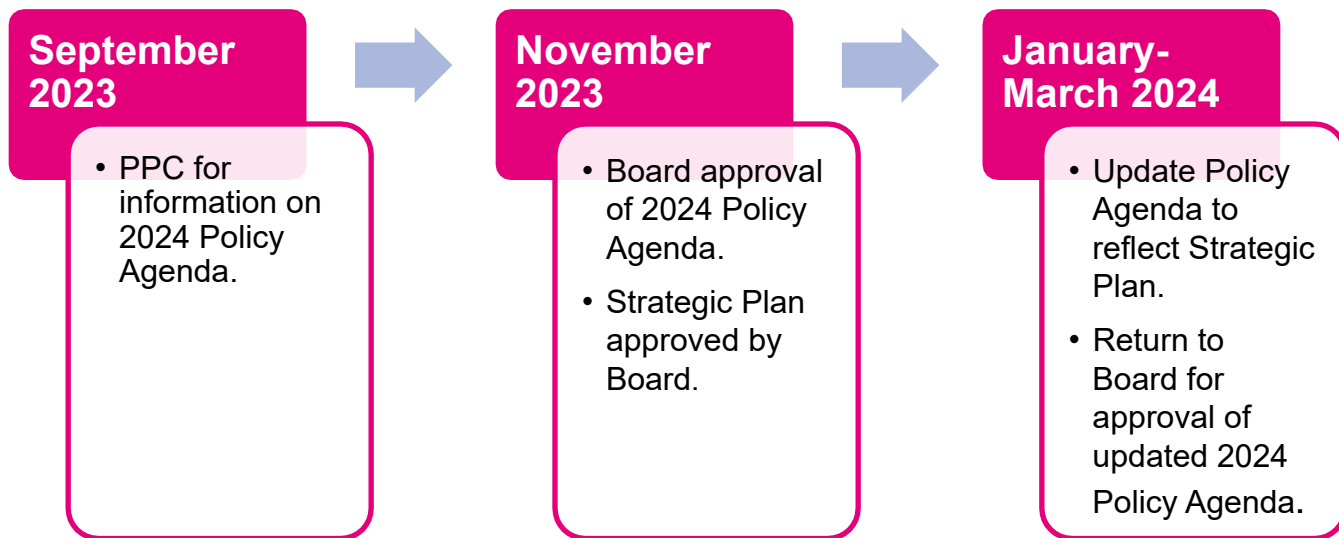 September
2023
• PPC for
information on
2024 Policy
Agenda.
November
2023
• Board approval
of 2024 Policy
Agenda.
• Strategic Plan
approved by
Board.
January-
March 2024
• Update Policy
Agenda to
reflect Strategic
Plan.
• Return to
Board for
approval of
updated 2024
Policy Agenda.